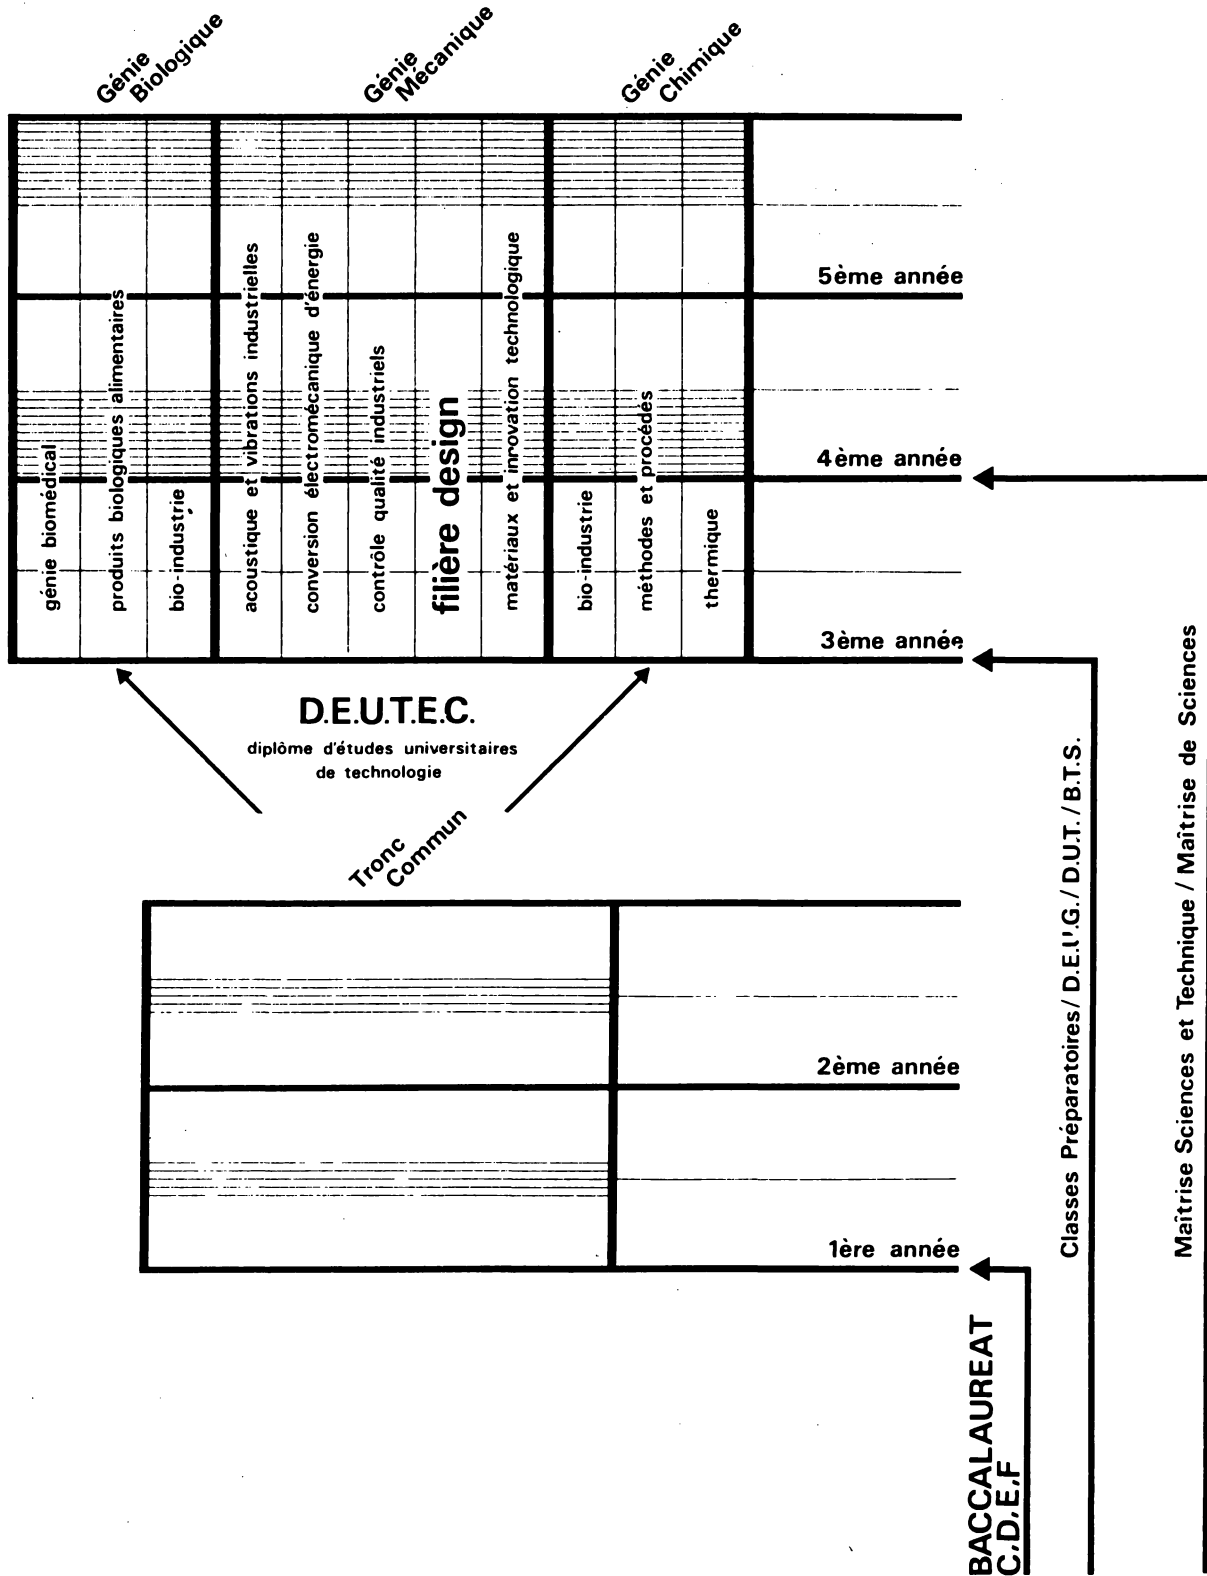 Génie
Biologique
Génie
Mécanique
Génie
Chimique
5ème année
4ème année
3ème année
génie biomédical
produits biologiques alimentaires
bio-industrie
acoustique et vibrations industrielles
conversion électromécanique d'énergie
contrôle qualité industriels
filière design
matériaux et innovation technologique
bio-industrie
méthodes et procédés
thermique
D.E.U.T.E.C.
diplôme d'études universitaires
de technologie
Tronc
Commun
2ème année
1ère année
BACCALAUREAT
C.D.E.F
Classes Préparatoires/ D.E.U.G./ D.U.T./ B.T.S.
Maîtrise Sciences et Technique / Maîtrise de Sciences